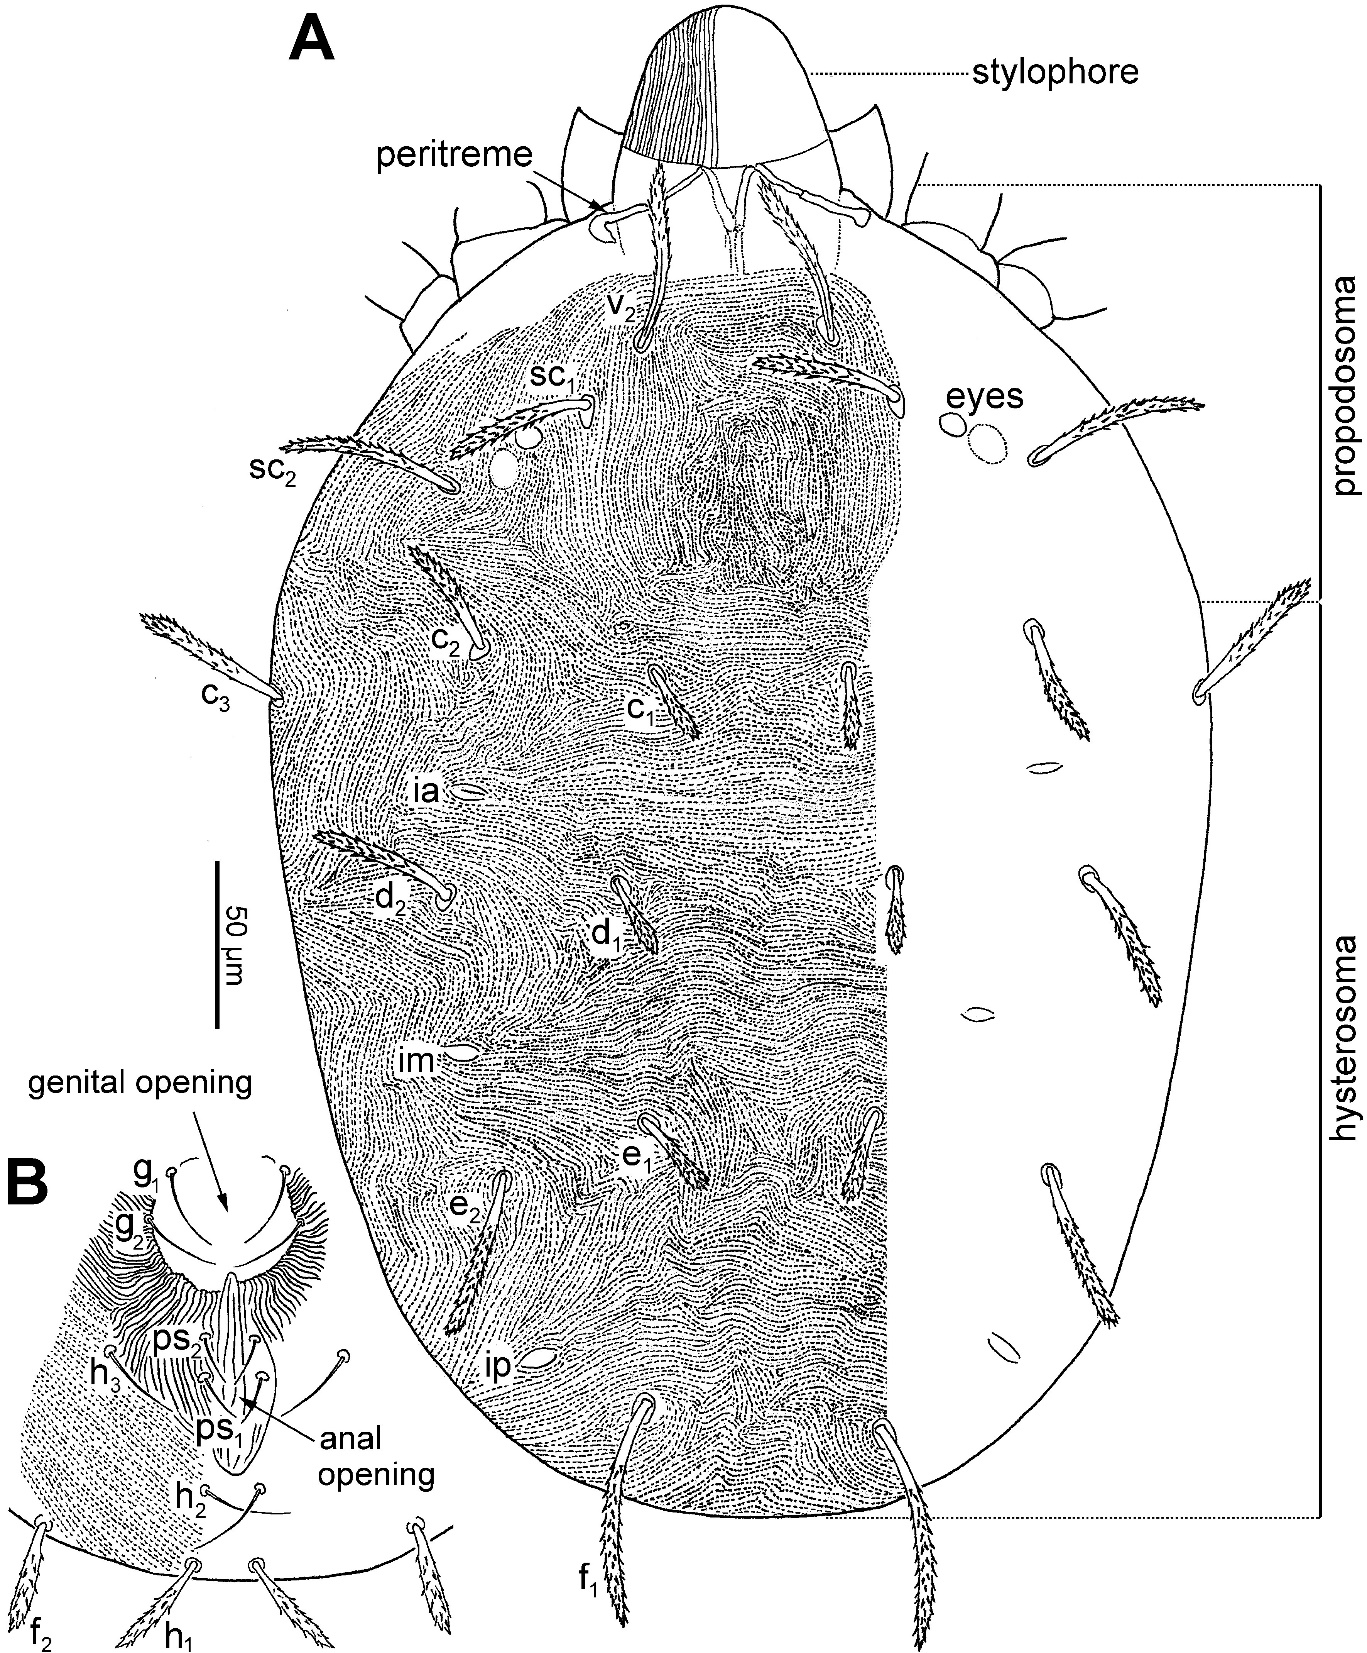 A
stylophore
peritreme
v₂
sc₁
eyes
sc₂
propodosoma
c₂
c₃
c₁
ia
d₂
d₁
50 µm
im
hysterosoma
genital opening
e₁
B
g₁
e₂
g₂
ps₂
h₃
ip
ps₁
anal
opening
h₂
f₁
f₂
h₁